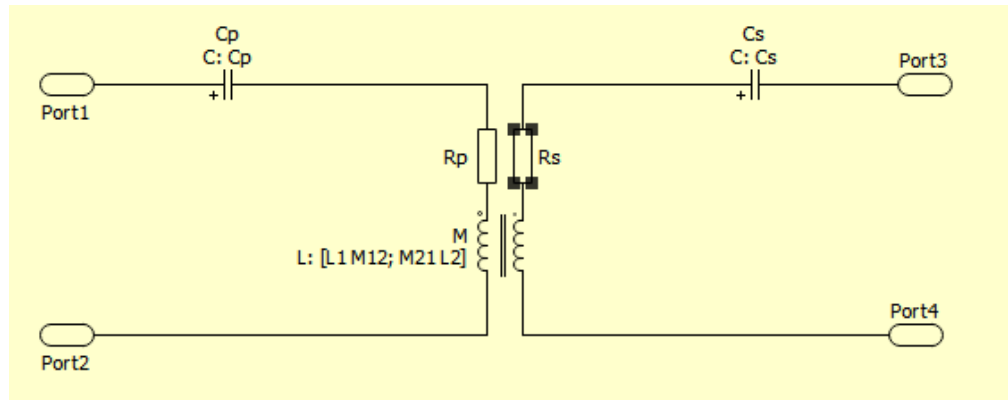 Cp
C: Cp
+
Port1
Cs
C: Cs
+
Port3
Rp
Rs
M
L: [L1 M12; M21 L2]
Port2
Port4